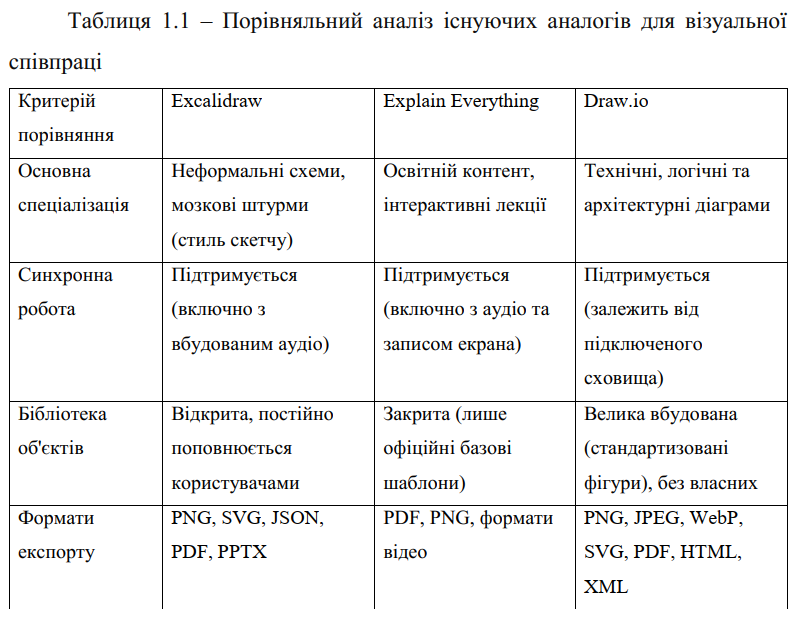 Таблиця 1.1 – Порівняльний аналіз існуючих аналогів для візуальної
співпраці
Критерій
порівняння
Excalidraw
Explain Everything
Draw.io
Основна
спеціалізація
Неформальні схеми,
мозкові штурми
(стиль скетчу)
Освітній контент,
інтерактивні лекції
Технічні, логічні та
архітектурні діаграми
Синхронна
робота
Підтримується
(включно з
вбудованим аудіо)
Підтримується
(включно з аудіо та
записом екрана)
Підтримується
(залежить від
підключеного
сховища)
Бібліотека
об'єктів
Відкрита, постійно
поповнюється
користувачами
Закрита (лише
офіційні базові
шаблони)
Велика вбудована
(стандартизовані
фігури), без власних
Формати
експорту
PNG, SVG, JSON,
PDF, PPTX
PDF, PNG, формати
відео
PNG, JPEG, WebP,
SVG, PDF, HTML,
XML